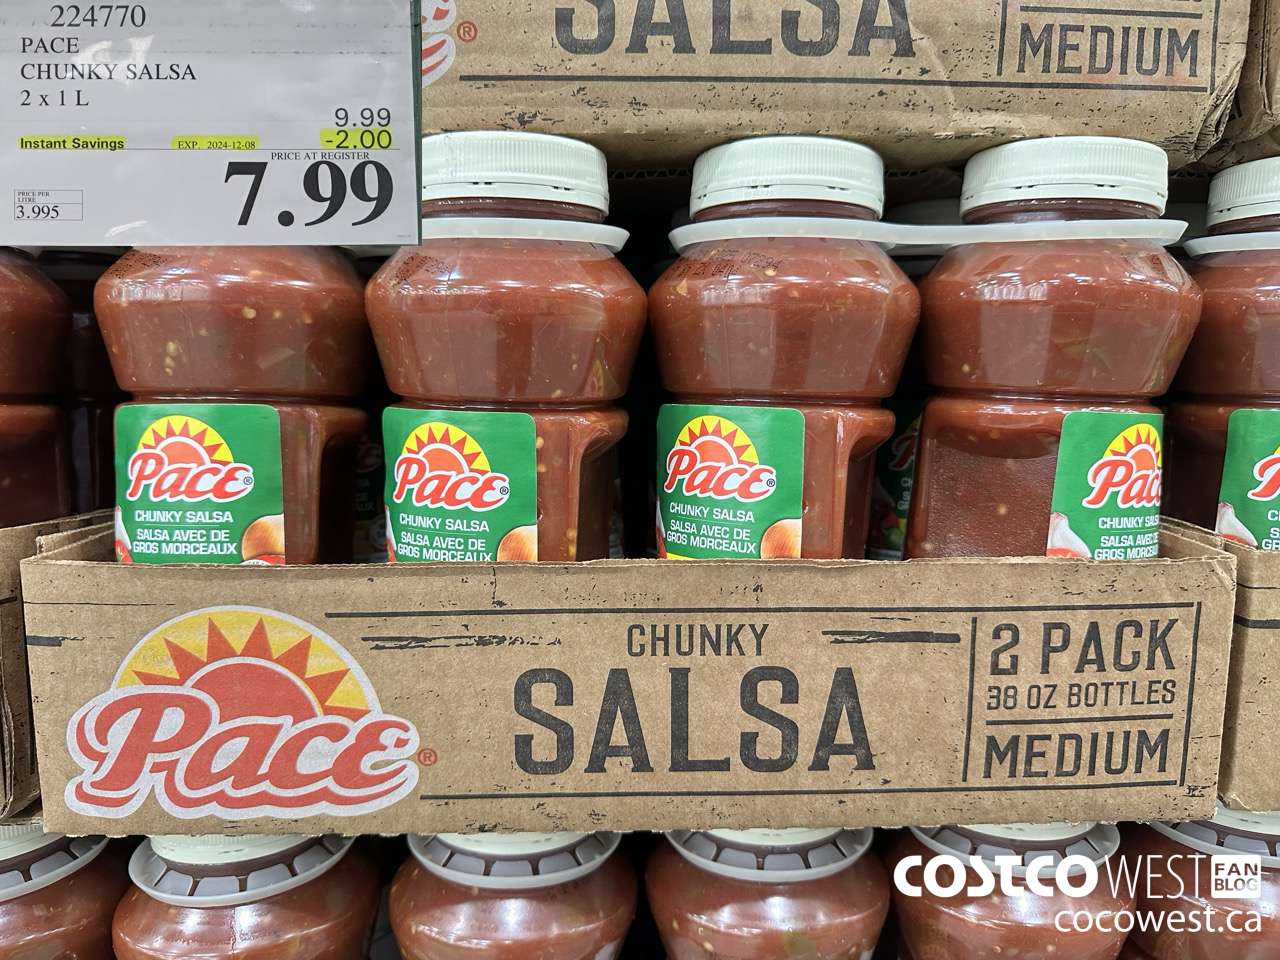 224770
PACE
CHUNKY SALSA
2 x 1 L
9.99
Instant Savings EXP. 2024-12-08 -2.00
PRICE AT REGISTER
7.99
PRICE PER
LITRE
3.995
SALSA
MEDIUM
Pace®
CHUNKY SALSA
SALSA AVEC DE
GROS MORCEAUX
Pace®
CHUNKY SALSA
SALSA AVEC DE
GROS MORCEAUX
Pace®
CHUNKY SALSA
SALSA AVEC DE
GROS MORCEAUX
Pace
CHUNKY SALS
SALSA AVEC DE
GROS MORCEAU
Pace®
CHUNKY
SALSA
2 PACK
38 OZ BOTTLES
MEDIUM
COSTCO WEST FAN BLOG
cocowest.ca